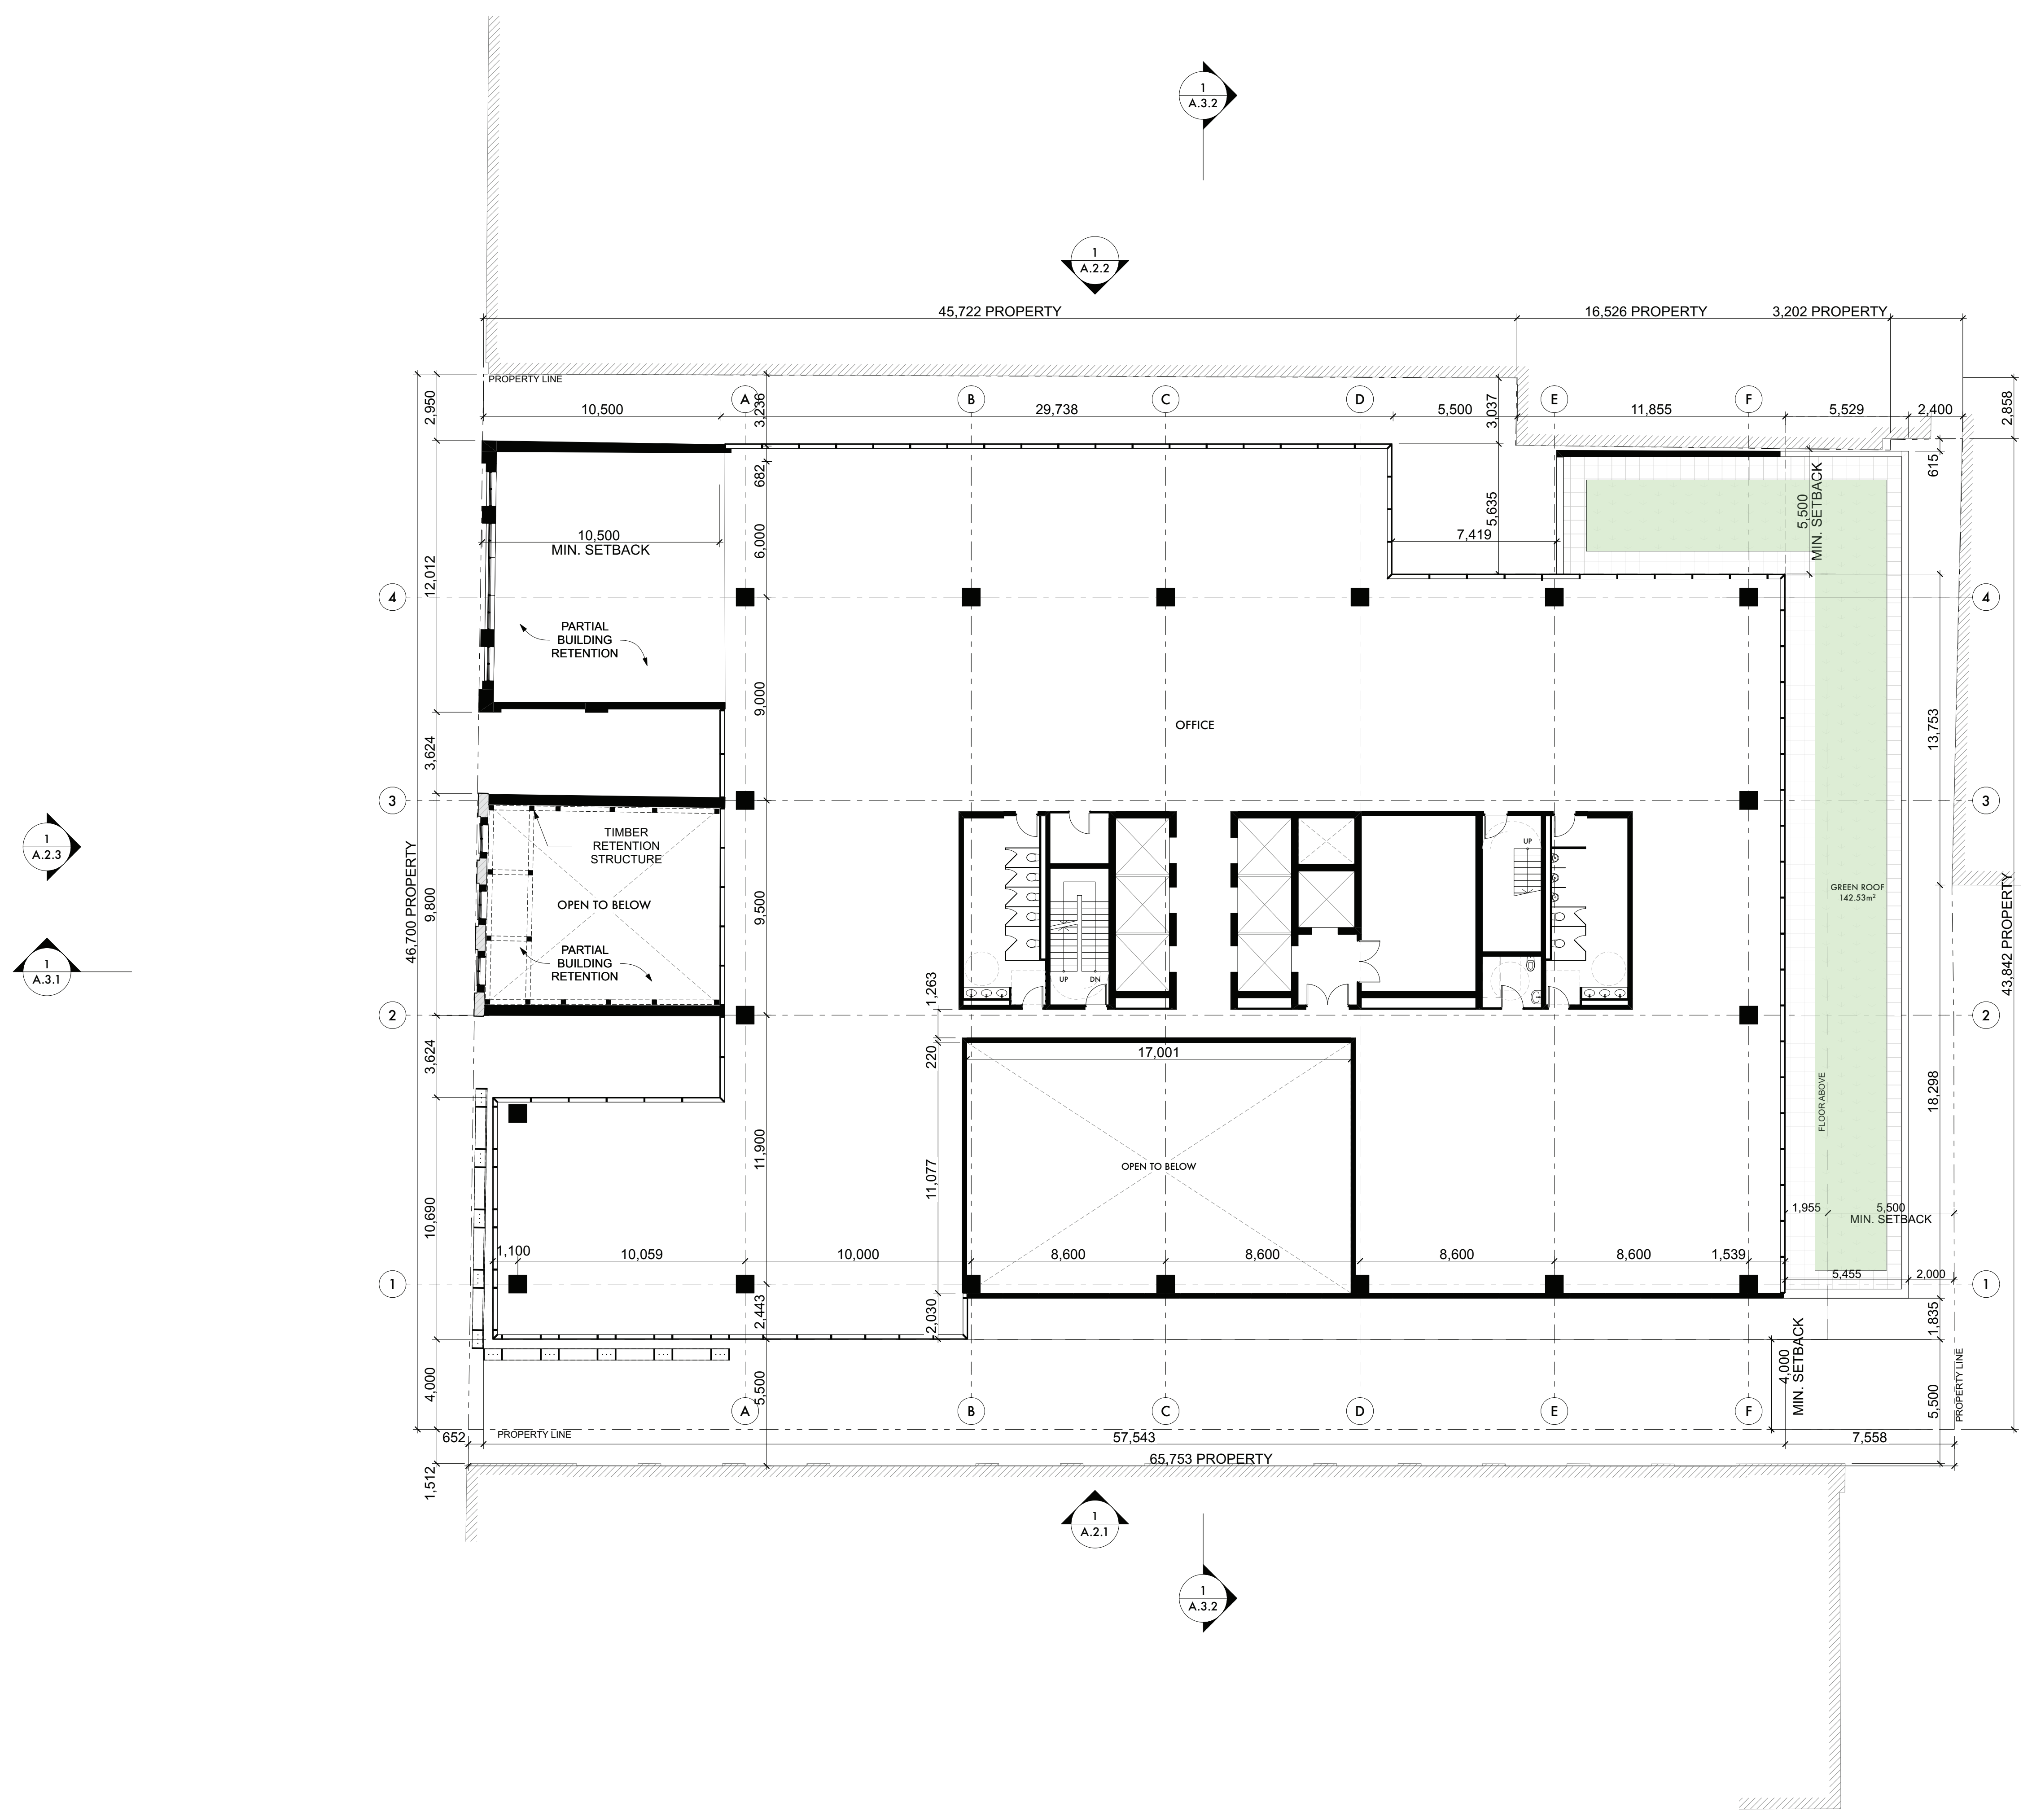 1
A.3.2
1
A.2.2
45,722 PROPERTY
16,526 PROPERTY
3,202 PROPERTY
PROPERTY LINE
2,950
10,500
A
3,236
B
29,738
C
D
5,500
3,037
E
11,855
F
5,529
2,400
2,858
682
615
5,635
5,500
MIN. SETBACK
10,500
MIN. SETBACK
6,000
7,419
12,012
4
4
PARTIAL
BUILDING
RETENTION
9,000
OFFICE
13,753
3,624
3
3
1
A.2.3
TIMBER
RETENTION
STRUCTURE
UP
46,700 PROPERTY
9,800
OPEN TO BELOW
9,500
GREEN ROOF
142.53m²
43,842 PROPERTY
PARTIAL
BUILDING
RETENTION
1
A.3.1
UP
DN
1,263
2
2
3,624
220
17,001
18,298
FLOOR ABOVE
11,900
11,077
OPEN TO BELOW
10,690
1,955
5,500
MIN. SETBACK
1,100
10,059
10,000
8,600
8,600
8,600
8,600
1,539
5,455
2,000
1
1
2,443
2,030
1,835
4,000
MIN. SETBACK
4,000
5,500
5,500
PROPERTY LINE
A
B
C
D
E
F
652
PROPERTY LINE
57,543
7,558
65,753 PROPERTY
1,512
1
A.2.1
1
A.3.2